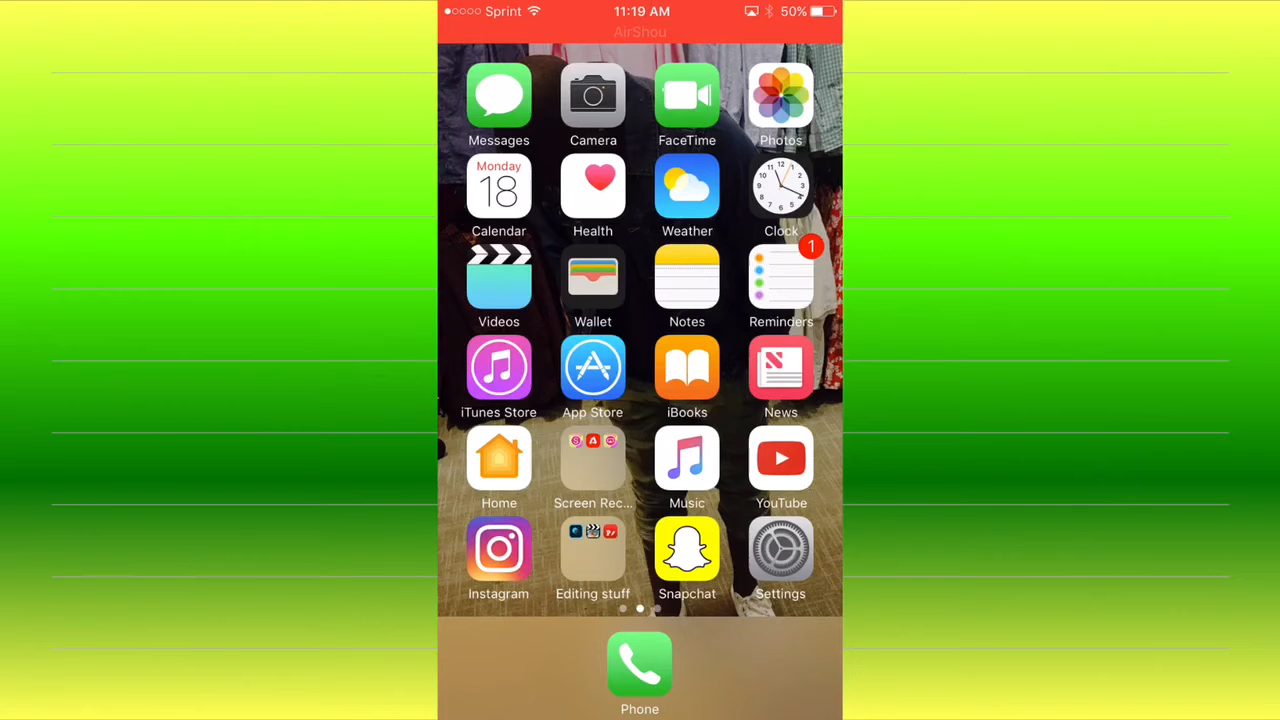 Sprint 11:19 AM 50%
AirShou
Messages Camera FaceTime Photos
Monday
18
12
Calendar Health Weather Clock
1
Videos Wallet Notes Reminders
iTunes Store App Store iBooks News
Home Screen Rec... Music YouTube
Instagram Editing stuff Snapchat Settings
Phone